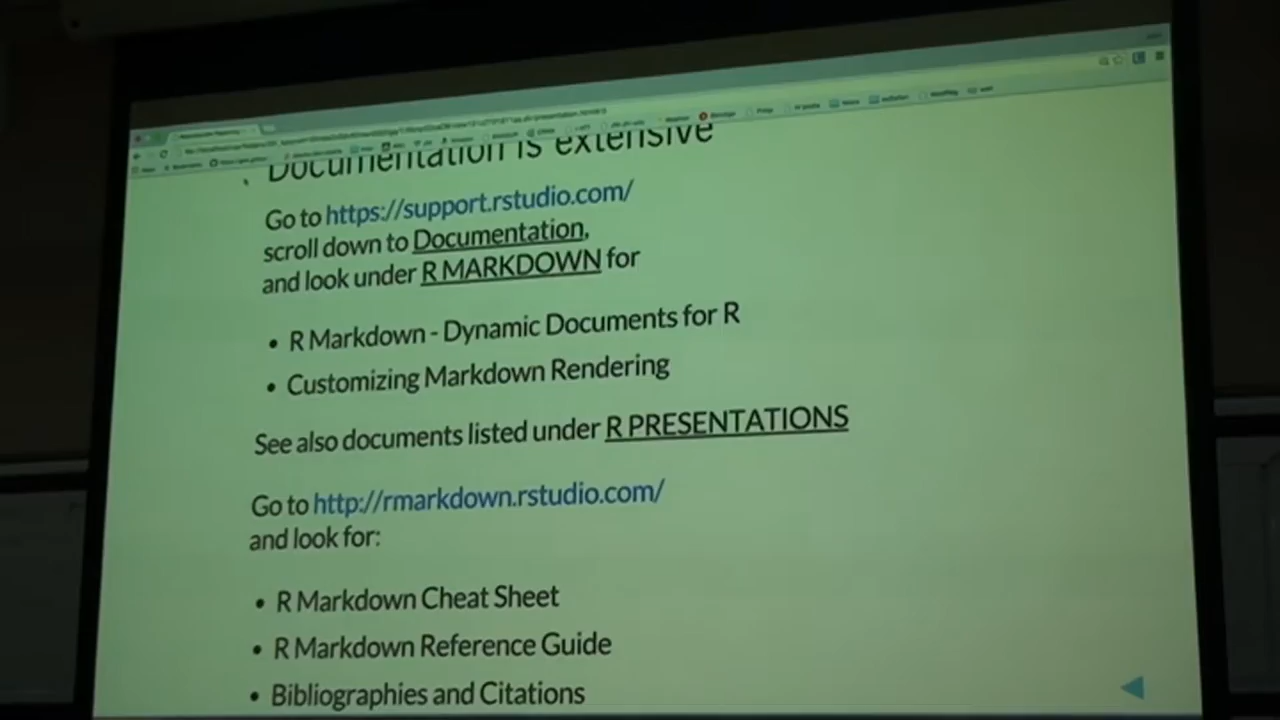 Documentation is extensive
Go to https://support.rstudio.com/
scroll down to Documentation,
and look under R MARKDOWN for
• R Markdown - Dynamic Documents for R
• Customizing Markdown Rendering
See also documents listed under R PRESENTATIONS
Go to http://rmarkdown.rstudio.com/
and look for:
• R Markdown Cheat Sheet
• R Markdown Reference Guide
• Bibliographies and Citations